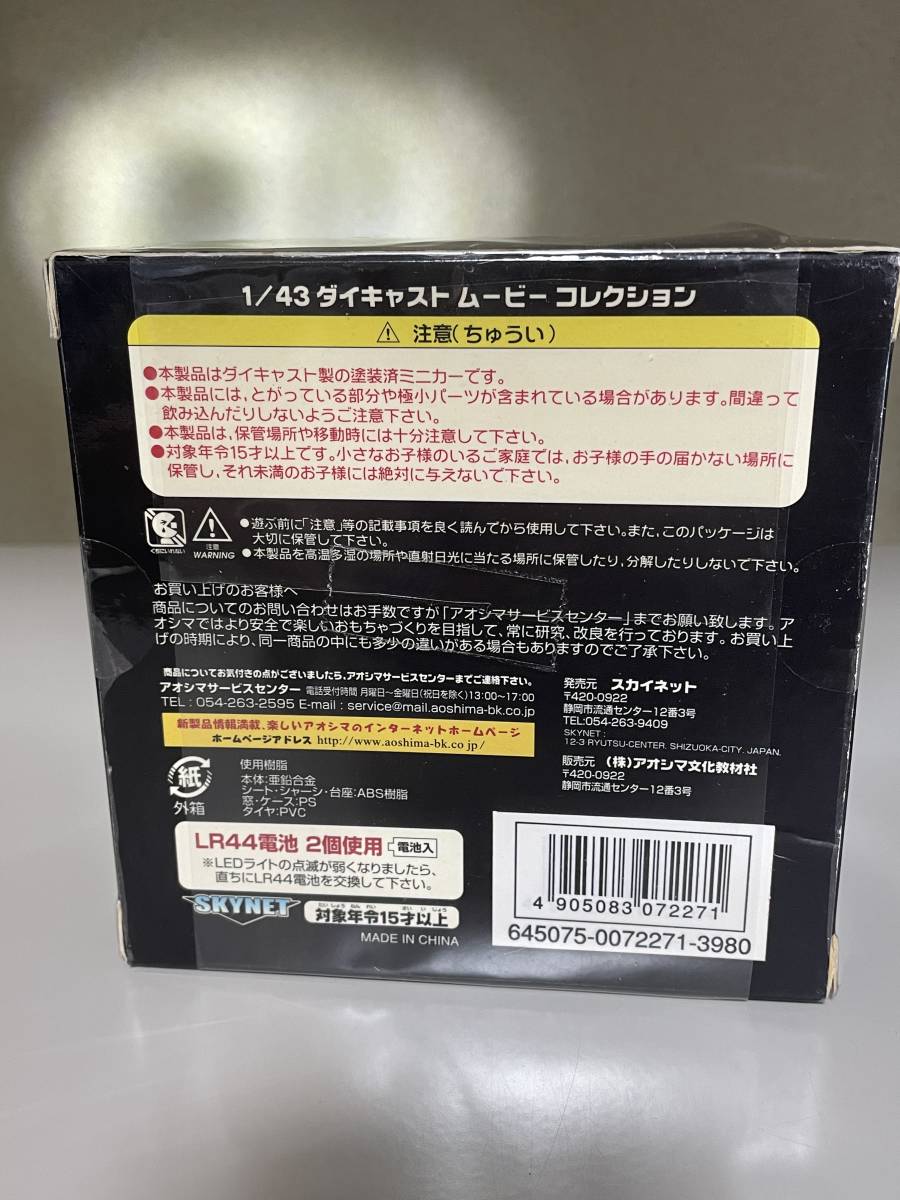 1/43 ダイキャスト ムービー コレクション
⚠ 注意(ちゅうい)
●本製品はダイキャスト製の塗装済ミニカーです。
●本製品には、とがっている部分や極小パーツが含まれている場合があります。間違って
飲み込んだりしないようご注意下さい。
●本製品は、保管場所や移動時には十分注意して下さい。
●対象年令15才以上です。小さなお子様のいるご家庭では、お子様の手の届かない場所に
保管し、それ未満のお子様には絶対に与えないで下さい。
くちにいれない
注意
WARNING
●遊ぶ前に「注意」等の記載事項を良く読んでから使用して下さい。また、このパッケージは
大切に保管して下さい。
●本製品を高温多湿の場所や直射日光に当たる場所に保管したり、分解したりしないで下さい。
お買い上げのお客様へ
商品についてのお問い合わせはお手数ですが「アオシマサービスセンター」までお願い致します。ア
オシマではより安全で楽しいおもちゃづくりを目指して、常に研究、改良を行っております。お買い上
げの時期により、同一商品の中にも多少の違いがある場合もありますのでご了承下さい。
商品についてお気付きの点がございましたら、アオシマサービスセンターまでご連絡下さい。
アオシマサービスセンター 電話受付時間 月曜日~金曜日(祝日を除く)13:00~17:00
TEL : 054-263-2595 E-mail : service@mail.aoshima-bk.co.jp
新製品情報満載、楽しいアオシマのインターネットホームページ
ホームページアドレス http://www.aoshima-bk.co.jp/
発売元 スカイネット
〒420-0922
静岡市流通センター12番3号
TEL:054-263-9409
SKYNET :
12-3 RYUTSU-CENTER. SHIZUOKA-CITY. JAPAN.
販売元 (株)アオシマ文化教材社
〒420-0922
静岡市流通センター12番3号
紙
外箱
使用樹脂
本体:亜鉛合金
シート・シャーシ・台座:ABS樹脂
窓・ケース:PS
タイヤ:PVC
LR44電池 2個使用 電池入
※LEDライトの点滅が弱くなりましたら、
直ちにLR44電池を交換して下さい。
SKYNET
たいしょうねんれい さいいじょう
対象年令15才以上
MADE IN CHINA
4 905083 072271
645075-0072271-3980